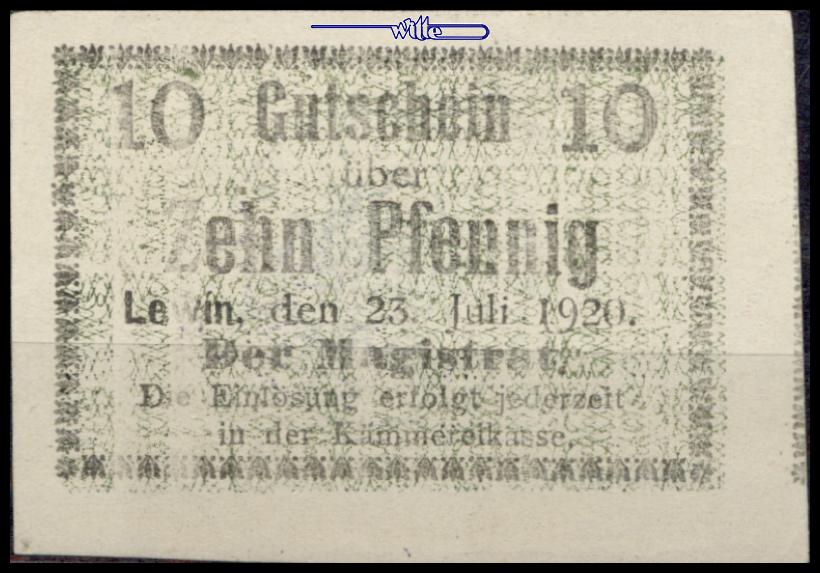 wille
10 Gutschein 10
über
Zehn Pfennig
Lewin, den 23. Juli 1920.
Der Magistrat.
Die Einlösung erfolgt jederzeit
in der Kämmereikasse.